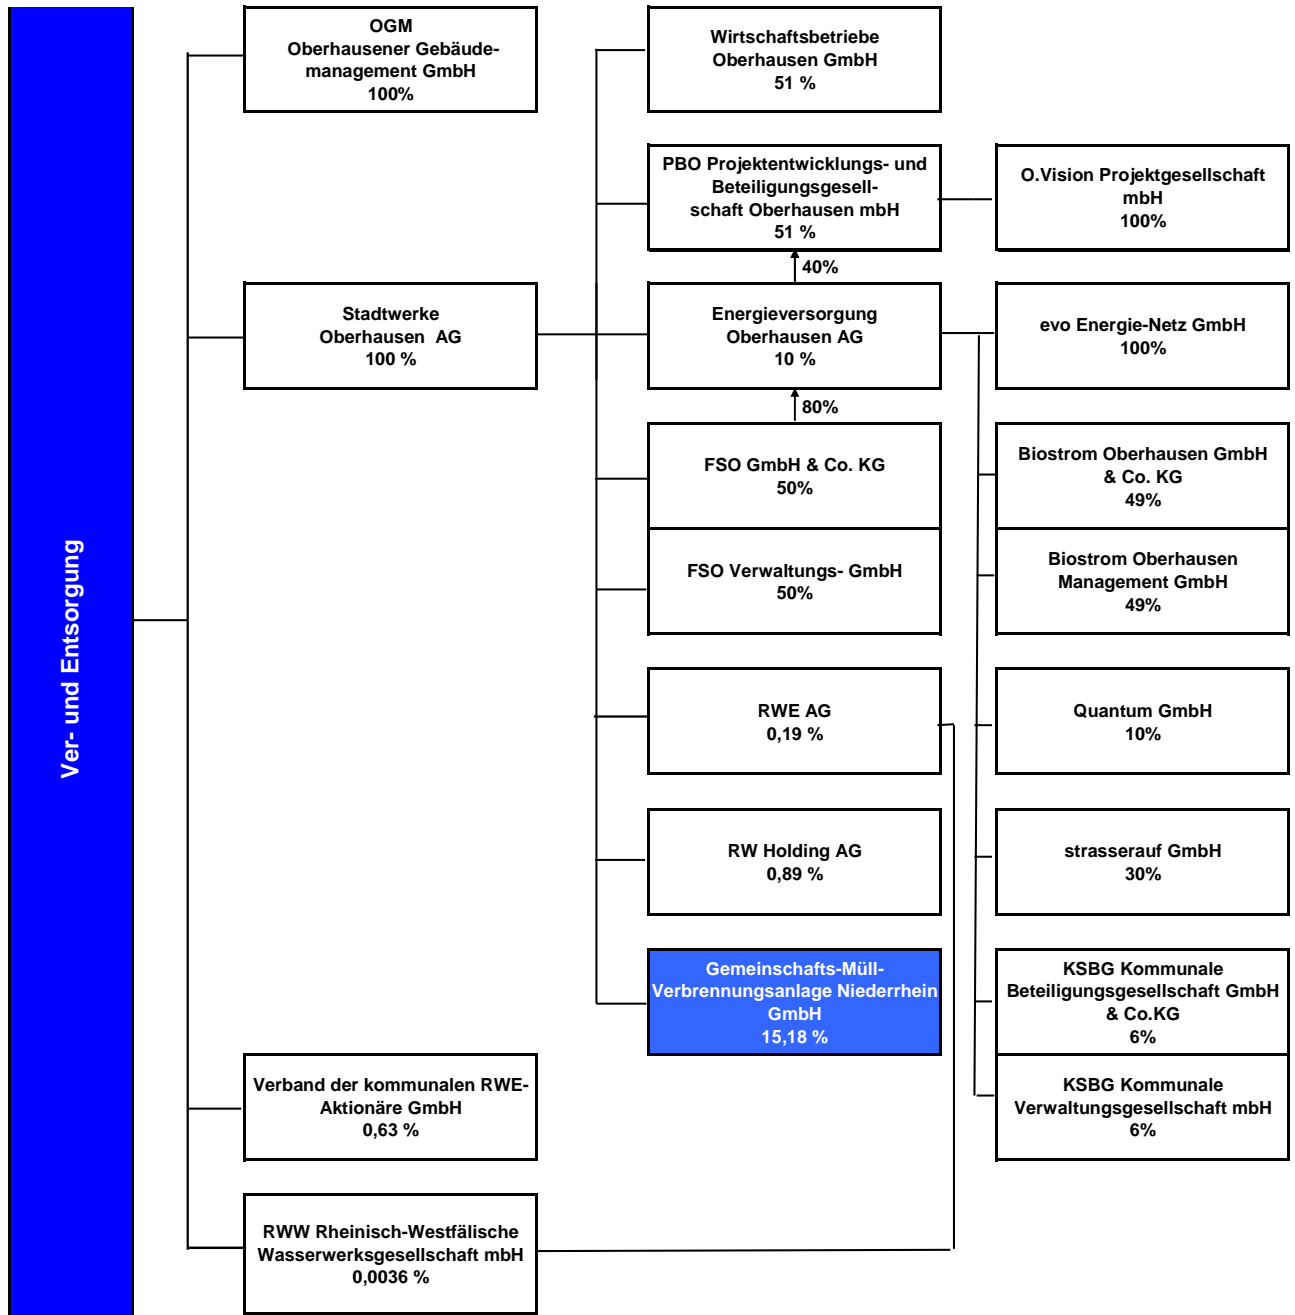 Ver- und Entsorgung
OGM
Oberhausener Gebäude-
management GmbH
100%
Stadtwerke
Oberhausen AG
100 %
Verband der kommunalen RWE-
Aktionäre GmbH
0,63 %
RWW Rheinisch-Westfälische
Wasserwerksgesellschaft mbH
0,0036 %
Wirtschaftsbetriebe
Oberhausen GmbH
51 %
PBO Projektentwicklungs- und
Beteiligungsgesell-
schaft Oberhausen mbH
51 %
40%
Energieversorgung
Oberhausen AG
10 %
80%
FSO GmbH & Co. KG
50%
FSO Verwaltungs- GmbH
50%
RWE AG
0,19 %
RW Holding AG
0,89 %
Gemeinschafts-Müll-
Verbrennungsanlage Niederrhein
GmbH
15,18 %
O.Vision Projektgesellschaft
mbH
100%
evo Energie-Netz GmbH
100%
Biostrom Oberhausen GmbH
& Co. KG
49%
Biostrom Oberhausen
Management GmbH
49%
Quantum GmbH
10%
strasserauf GmbH
30%
KSBG Kommunale
Beteiligungsgesellschaft GmbH
& Co.KG
6%
KSBG Kommunale
Verwaltungsgesellschaft mbH
6%